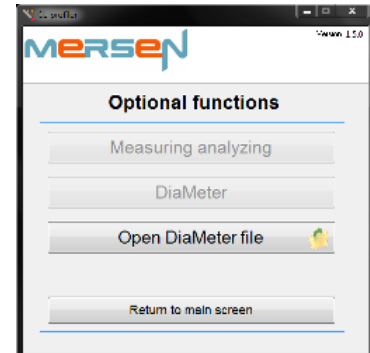 MERSEN
Version 1.5.0
Optional functions
Measuring analyzing
DiaMeter
Open DiaMeter file
Return to main screen